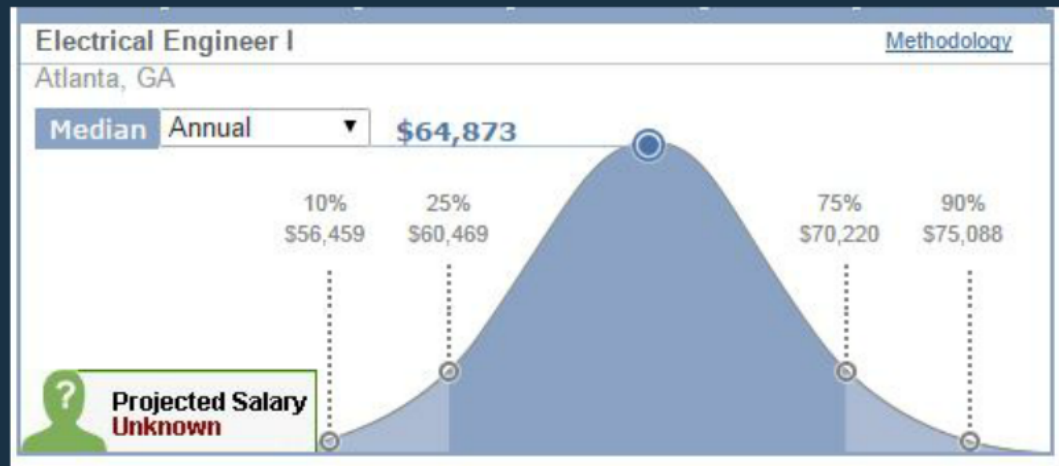 Electrical Engineer I
Methodology
Atlanta, GA
Median Annual $64,873
10% 25% 75% 90%
$56,459 $60,469 $70,220 $75,088
?
Projected Salary
Unknown